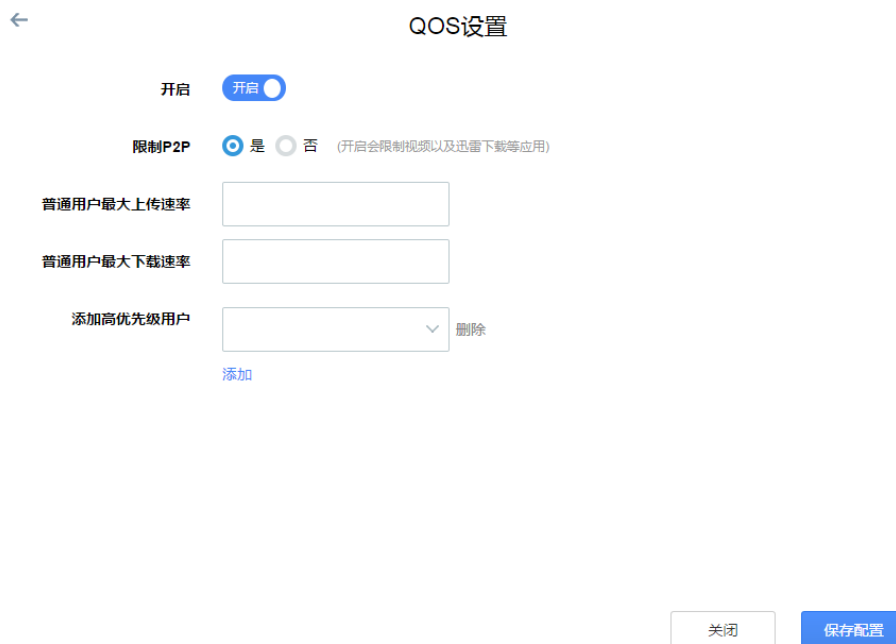 QOS设置
开启 开启
限制P2P 是 否 (开启会限制视频以及迅雷下载等应用)
普通用户最大上传速率
普通用户最大下载速率
添加高优先级用户 删除
添加
关闭 保存配置